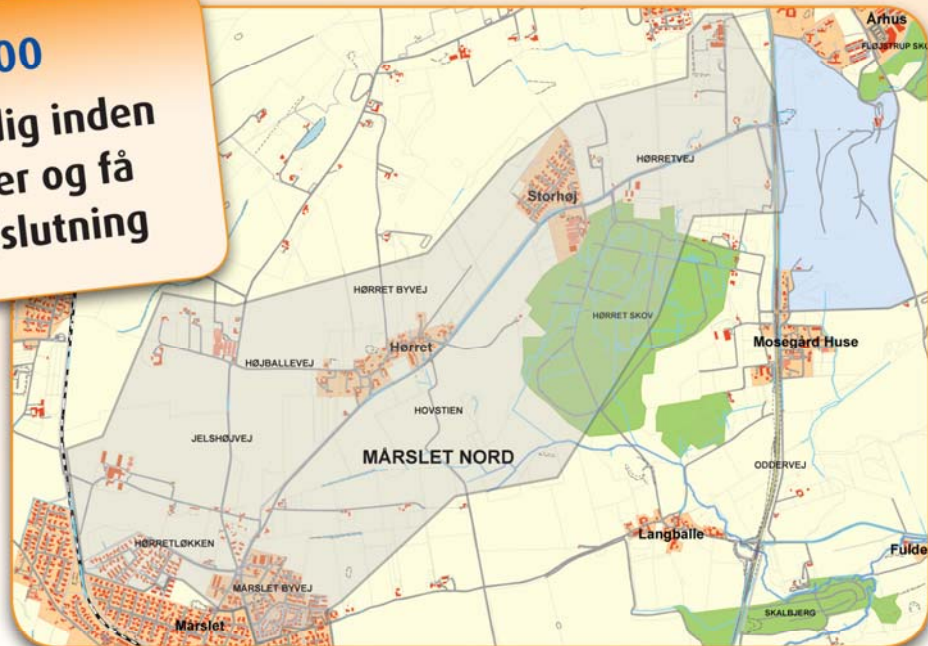 00
lig inden
er og få
slutning
Århus
FLØJSTRUP SKO
HØRRETVEJ
Storhøj
HØRRET BYVEJ
HØRRET SKOV
Hørret
Mosegård Huse
HØJBALLEVEJ
HOVSTIEN
JELSHØJVEJ
MÅRSLET NORD
ODDERVEJ
Langballe
HØRRETLØKKEN
Fulde
MÅRSLET BYVEJ
SKALBJERG
Mårslet